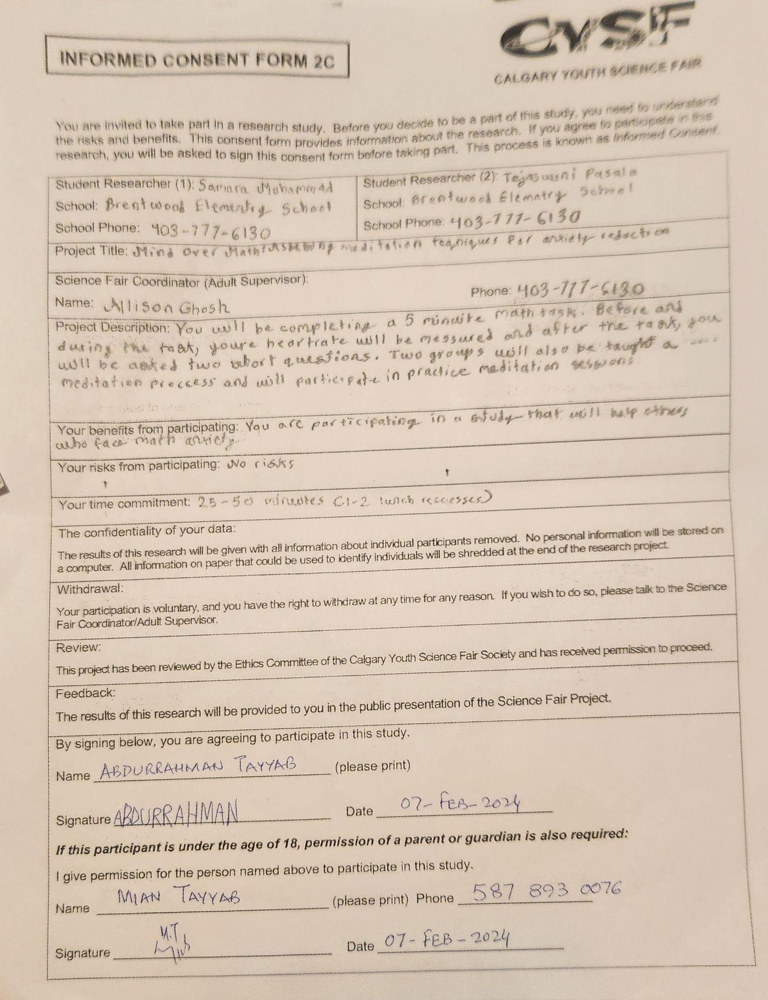 CYSF
CALGARY YOUTH SCIENCE FAIR
INFORMED CONSENT FORM 2C
You are invited to take part in a research study. Before you decide to be a part of this study, you need to understand
the risks and benefits. This consent form provides information about the research. If you agree to participate in this
research, you will be asked to sign this consent form before taking part. This process is known as Informed Consent.
Student Researcher (1): Samara Muhammad
School: Brentwood Elementry School
School Phone: 403-777-6130
Student Researcher (2): Tejaswini Pasala
School: Brentwood Elemntry School
School Phone: 403-777-6130
Project Title: Mind Over Math: meditation teqniques for anxiety reduction
Science Fair Coordinator (Adult Supervisor):
Name: Allison Ghosh
Phone: 403-777-6130
Project Description: You will be completing a 5 minuite math task. Before and
during the task, youre heartrate will be messured and after the task, you
will be asked two short questions. Two groups will also be taught a
meditation proccess and will participate in practice meditation sessions
Your benefits from participating: You are participating in a study that will help others
who face math anxiety
Your risks from participating: No risks
Your time commitment: 25-50 minutes (1-2 lunch reccesses)
The confidentiality of your data:
The results of this research will be given with all information about individual participants removed. No personal information will be stored on
a computer. All information on paper that could be used to identify individuals will be shredded at the end of the research project.
Withdrawal:
Your participation is voluntary, and you have the right to withdraw at any time for any reason. If you wish to do so, please talk to the Science
Fair Coordinator/Adult Supervisor.
Review:
This project has been reviewed by the Ethics Committee of the Calgary Youth Science Fair Society and has received permission to proceed.
Feedback:
The results of this research will be provided to you in the public presentation of the Science Fair Project.
By signing below, you are agreeing to participate in this study.
Name ABDURRAHMAN TAYYAB (please print)
Signature ABDURRAHMAN Date 07-FEB-2024
If this participant is under the age of 18, permission of a parent or guardian is also required:
I give permission for the person named above to participate in this study.
Name MIAN TAYYAB (please print) Phone 587 893 0076
M.T
Signature Date 07-FEB-2024